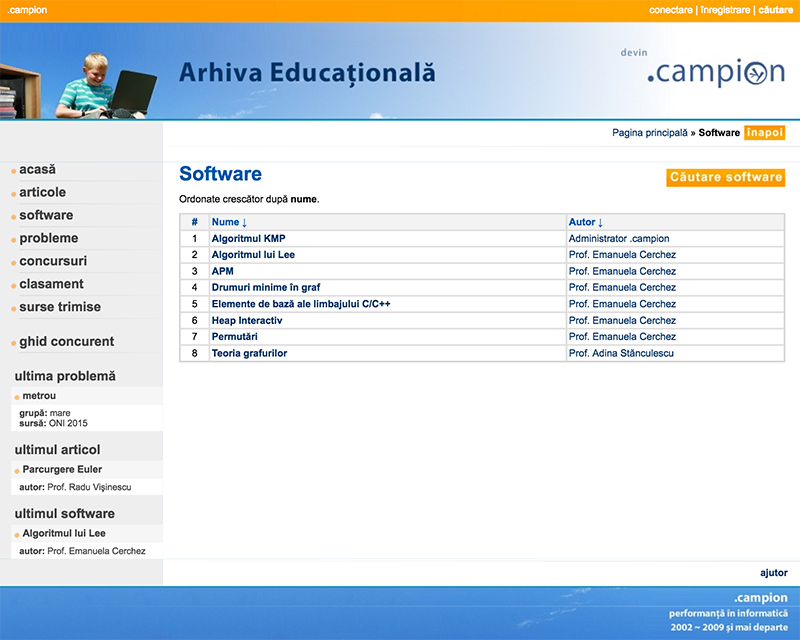 .campion
conectare | înregistrare | căutare
Arhiva Educațională
devin
.campion
Pagina principală » Software înapoi
acasă
articole
software
probleme
concursuri
clasament
surse trimise
ghid concurent
ultima problemă
metrou
grupă: mare
sursă: ONI 2015
ultimul articol
Parcurgere Euler
autor: Prof. Radu Vişinescu
ultimul software
Algoritmul lui Lee
autor: Prof. Emanuela Cerchez
Software
Căutare software
Ordonate crescător după nume.
# Nume ↓ Autor ↓
1 Algoritmul KMP Administrator .campion
2 Algoritmul lui Lee Prof. Emanuela Cerchez
3 APM Prof. Emanuela Cerchez
4 Drumuri minime în graf Prof. Emanuela Cerchez
5 Elemente de bază ale limbajului C/C++ Prof. Emanuela Cerchez
6 Heap Interactiv Prof. Emanuela Cerchez
7 Permutări Prof. Emanuela Cerchez
8 Teoria grafurilor Prof. Adina Stănculescu
ajutor
.campion
performanță în informatică
2002 ~ 2009 și mai departe